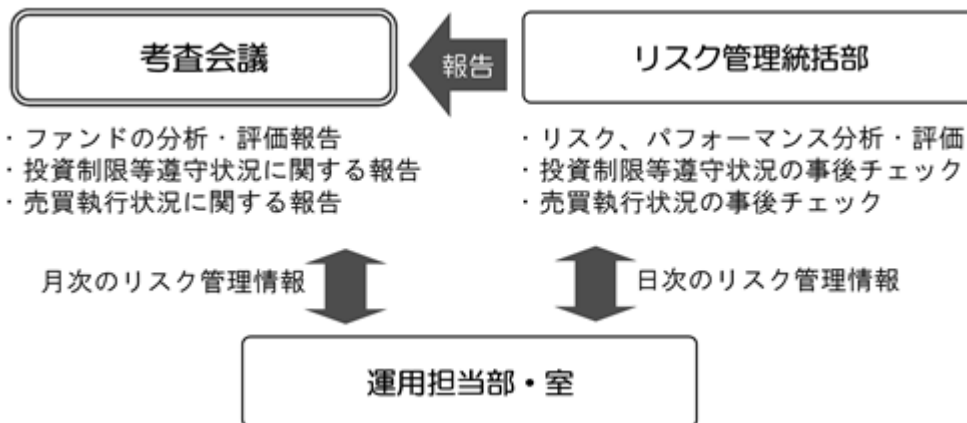 考査会議
報告
リスク管理統括部
・ファンドの分析・評価報告
・投資制限等遵守状況に関する報告
・売買執行状況に関する報告
・リスク、パフォーマンス分析・評価
・投資制限等遵守状況の事後チェック
・売買執行状況の事後チェック
月次のリスク管理情報
日次のリスク管理情報
運用担当部・室